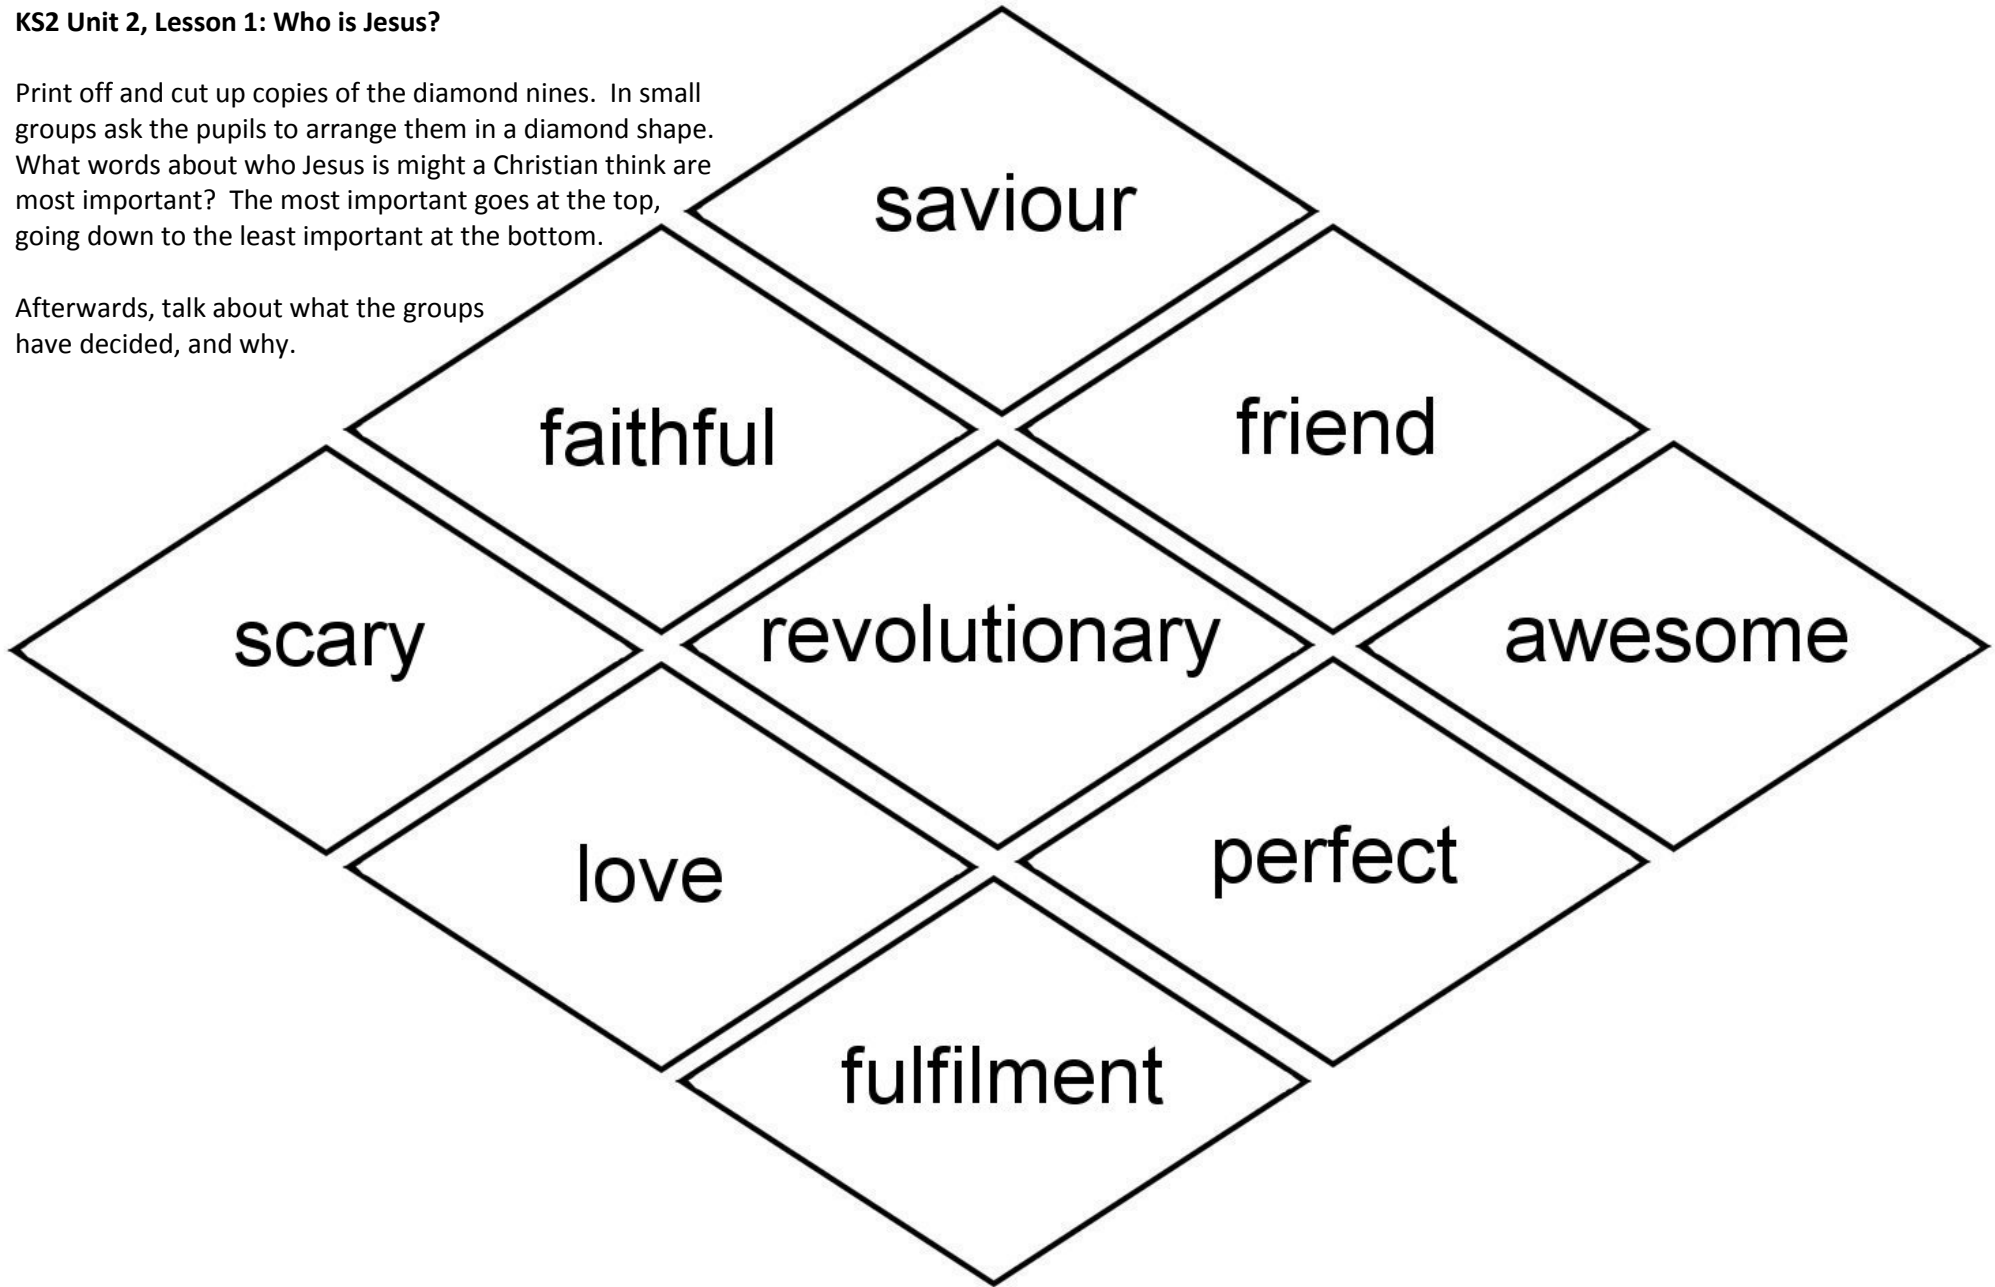 KS2 Unit 2, Lesson 1: Who is Jesus?
Print off and cut up copies of the diamond nines.  In small
groups ask the pupils to arrange them in a diamond shape.
What words about who Jesus is might a Christian think are
most important?  The most important goes at the top,
going down to the least important at the bottom.
Afterwards, talk about what the groups
have decided, and why.
saviour
faithful
friend
scary
revolutionary
awesome
love
perfect
fulfilment